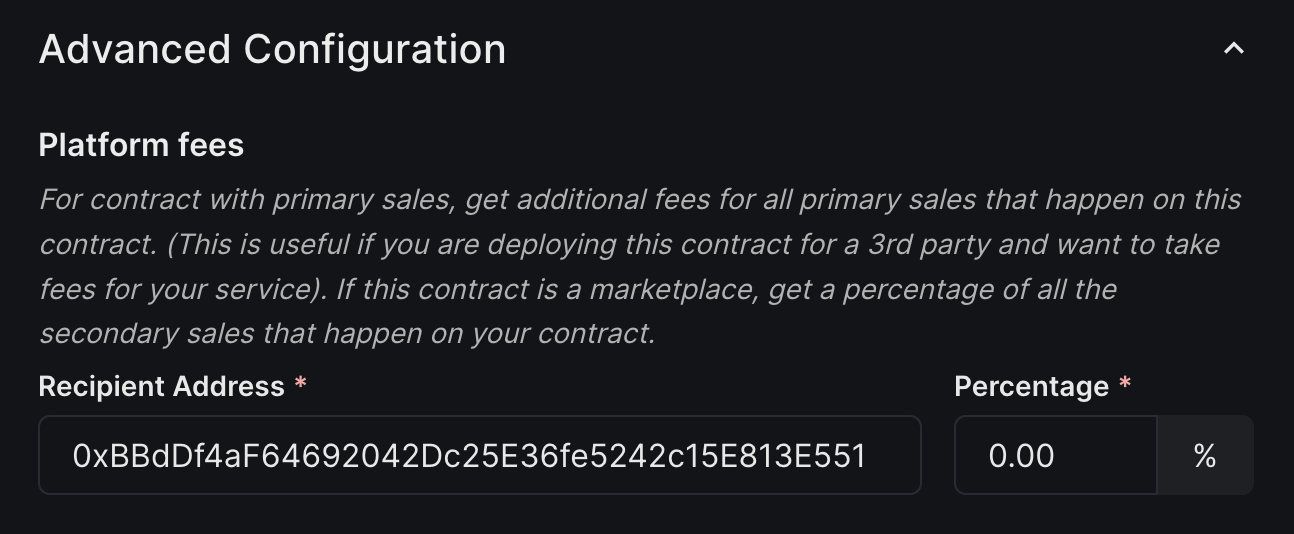 Advanced Configuration
Platform fees
For contract with primary sales, get additional fees for all primary sales that happen on this
contract. (This is useful if you are deploying this contract for a 3rd party and want to take
fees for your service). If this contract is a marketplace, get a percentage of all the
secondary sales that happen on your contract.
Recipient Address *
Percentage *
0xBBdDf4aF64692042Dc25E36fe5242c15E813E551
0.00 %